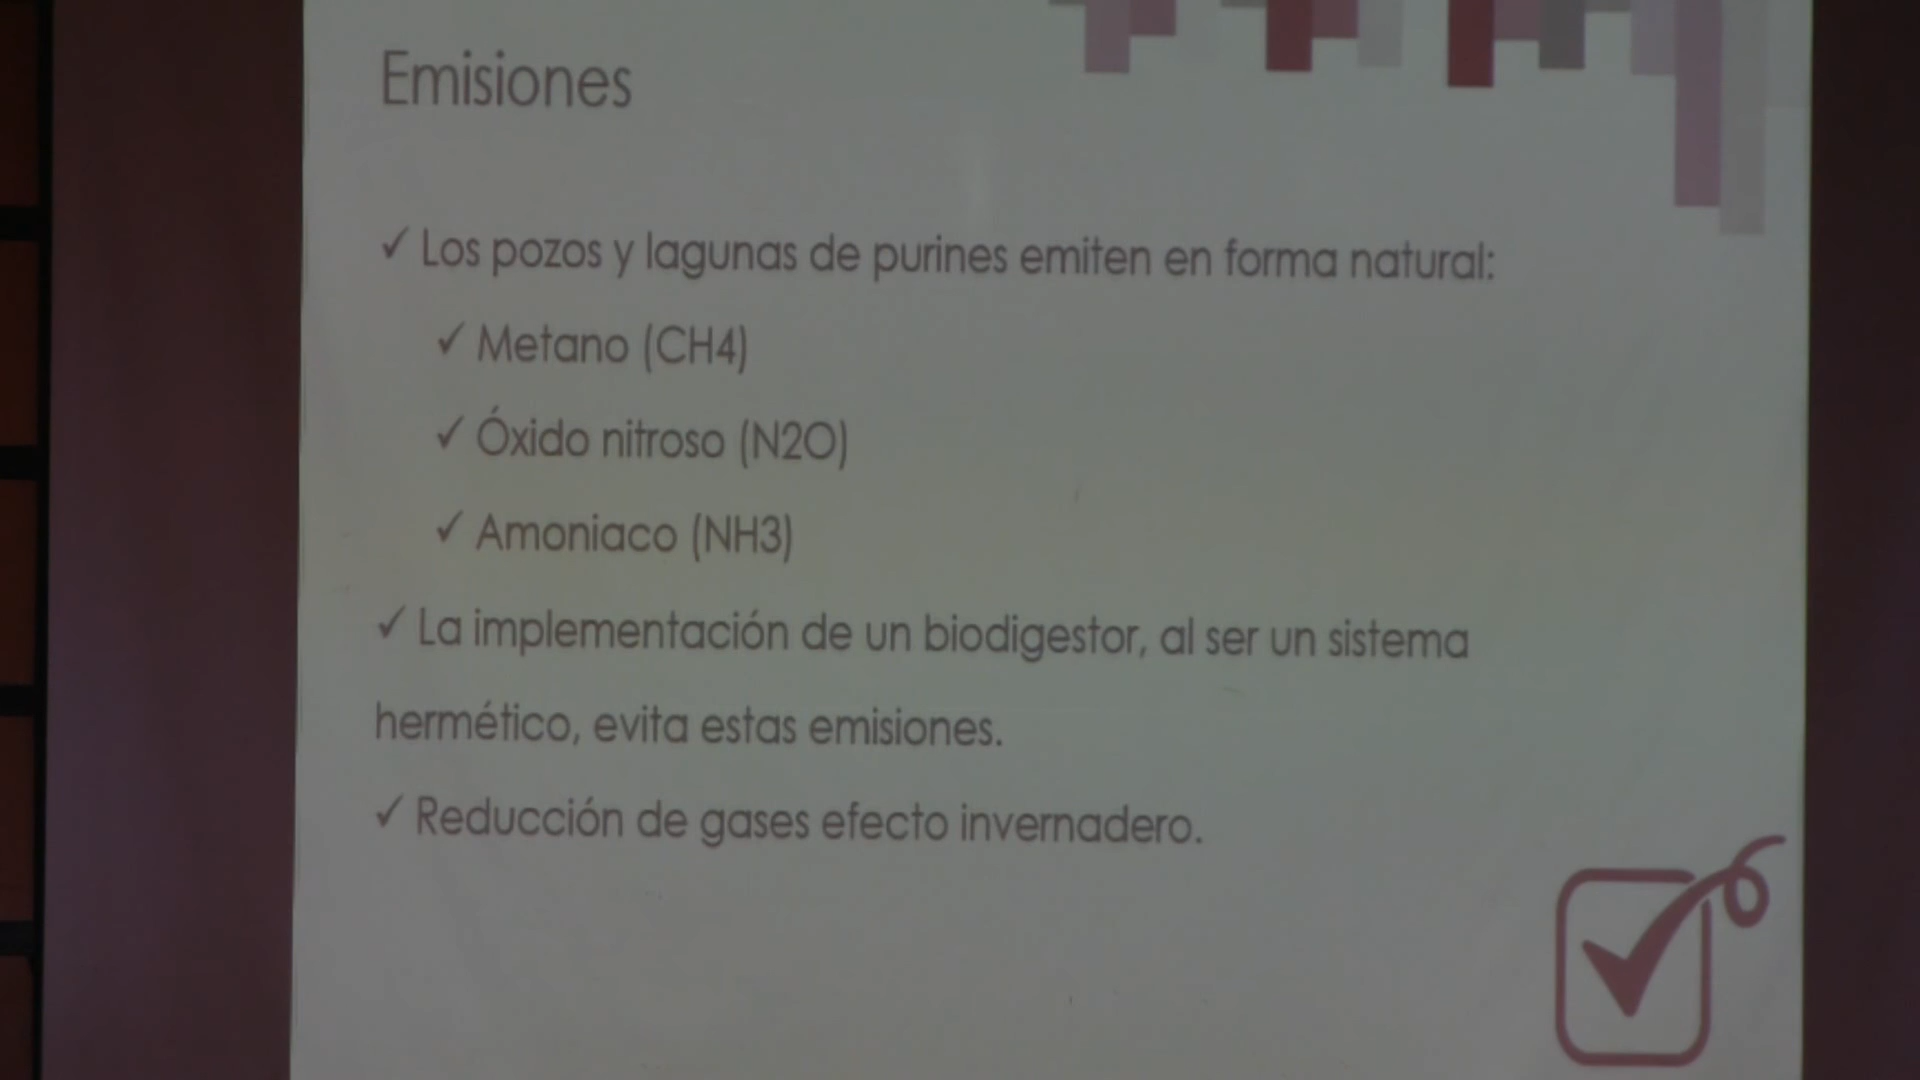 Emisiones
✓ Los pozos y lagunas de purines emiten en forma natural:
✓ Metano (CH4)
✓ Óxido nitroso (N2O)
✓ Amoniaco (NH3)
✓ La implementación de un biodigestor, al ser un sistema
hermético, evita estas emisiones.
✓ Reducción de gases efecto invernadero.